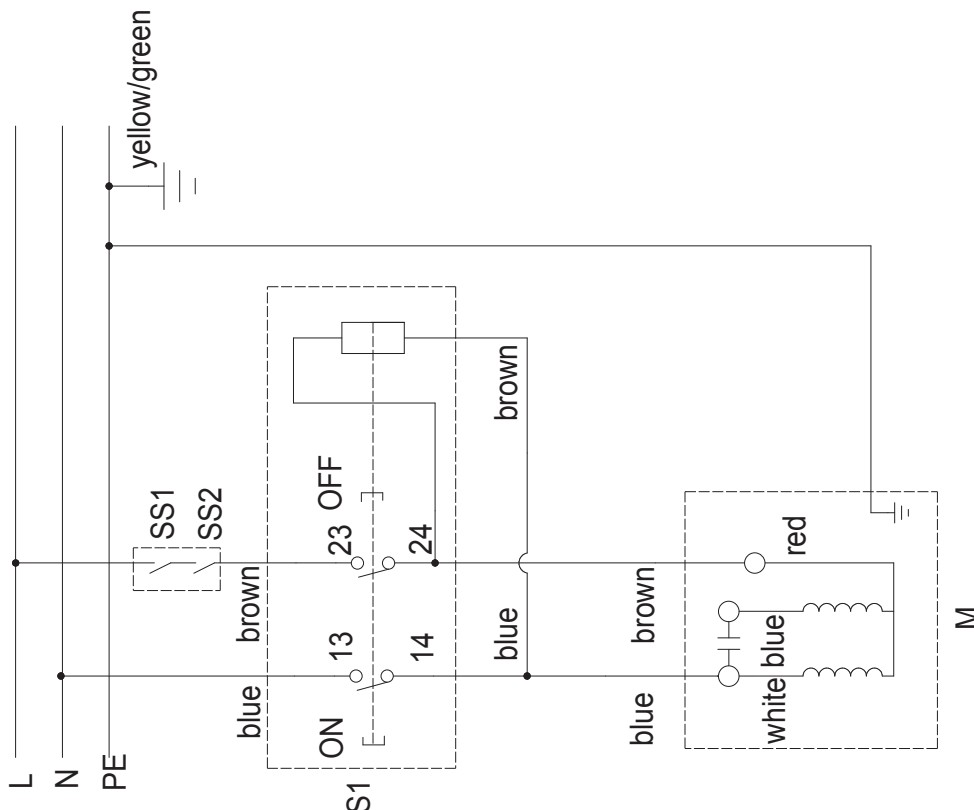 L
N
PE
yellow/green
SS1
SS2
brown
blue
23
OFF
13
ON
24
14
S1
brown
blue
brown
blue
red
blue
white
M